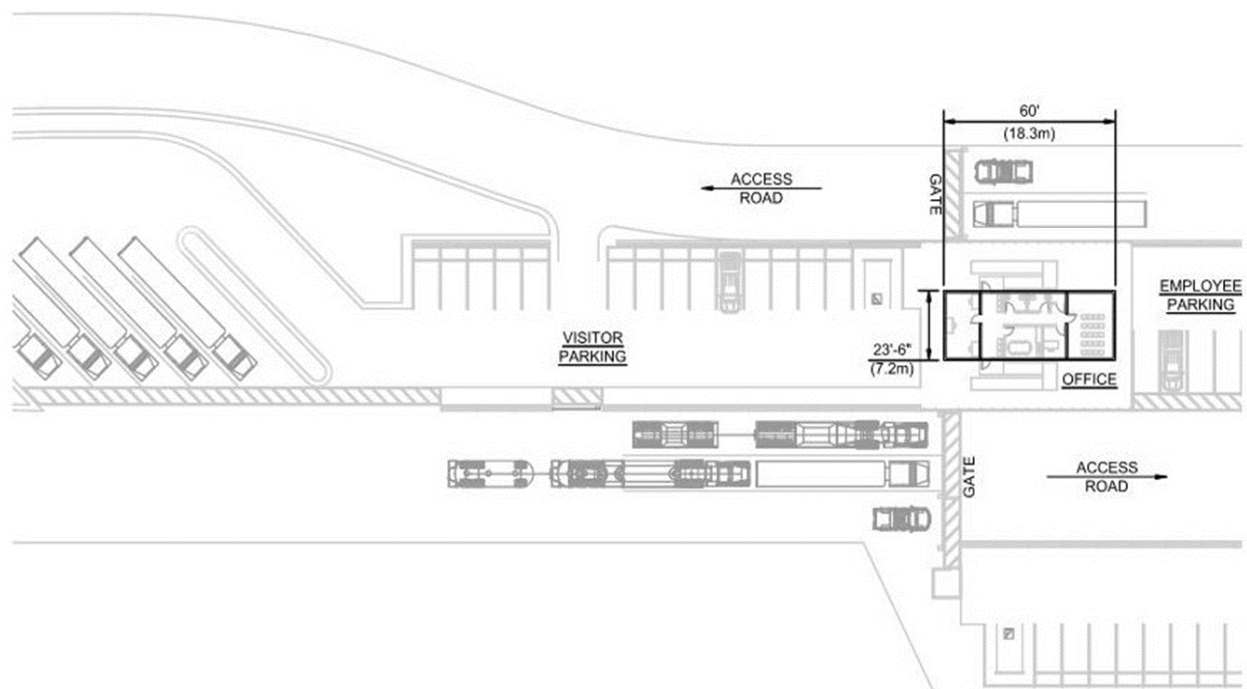 60'
(18.3m)
ACCESS
ROAD
GATE
EMPLOYEE
PARKING
VISITOR
PARKING
23'-6"
(7.2m)
OFFICE
GATE
ACCESS
ROAD